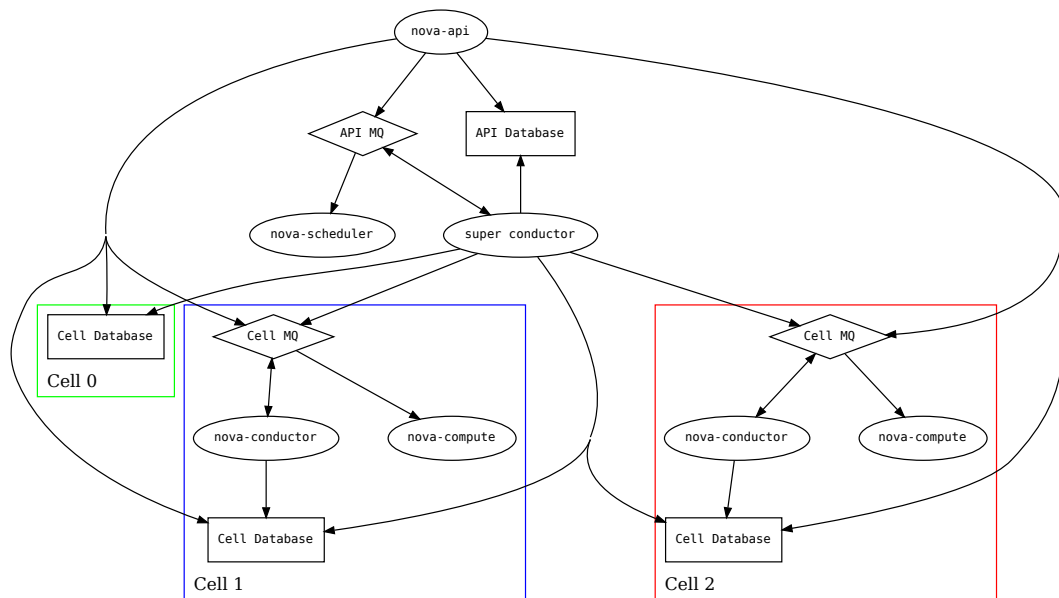 nova-api
API MQ
API Database
nova-scheduler
super conductor
Cell Database
Cell 0
Cell MQ
nova-conductor
nova-compute
Cell Database
Cell 1
Cell MQ
nova-conductor
nova-compute
Cell Database
Cell 2